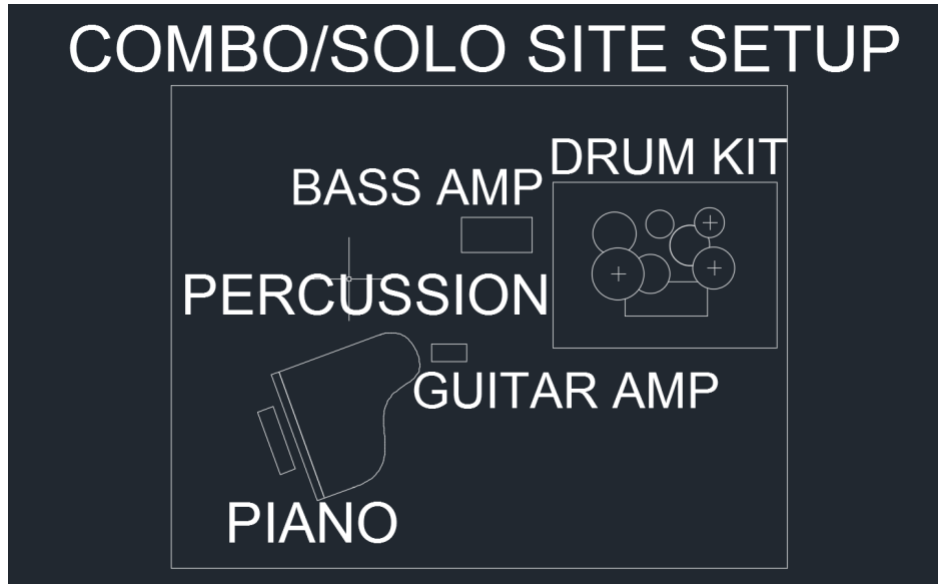 COMBO/SOLO SITE SETUP
DRUM KIT
BASS AMP
PERCUSSION
GUITAR AMP
PIANO